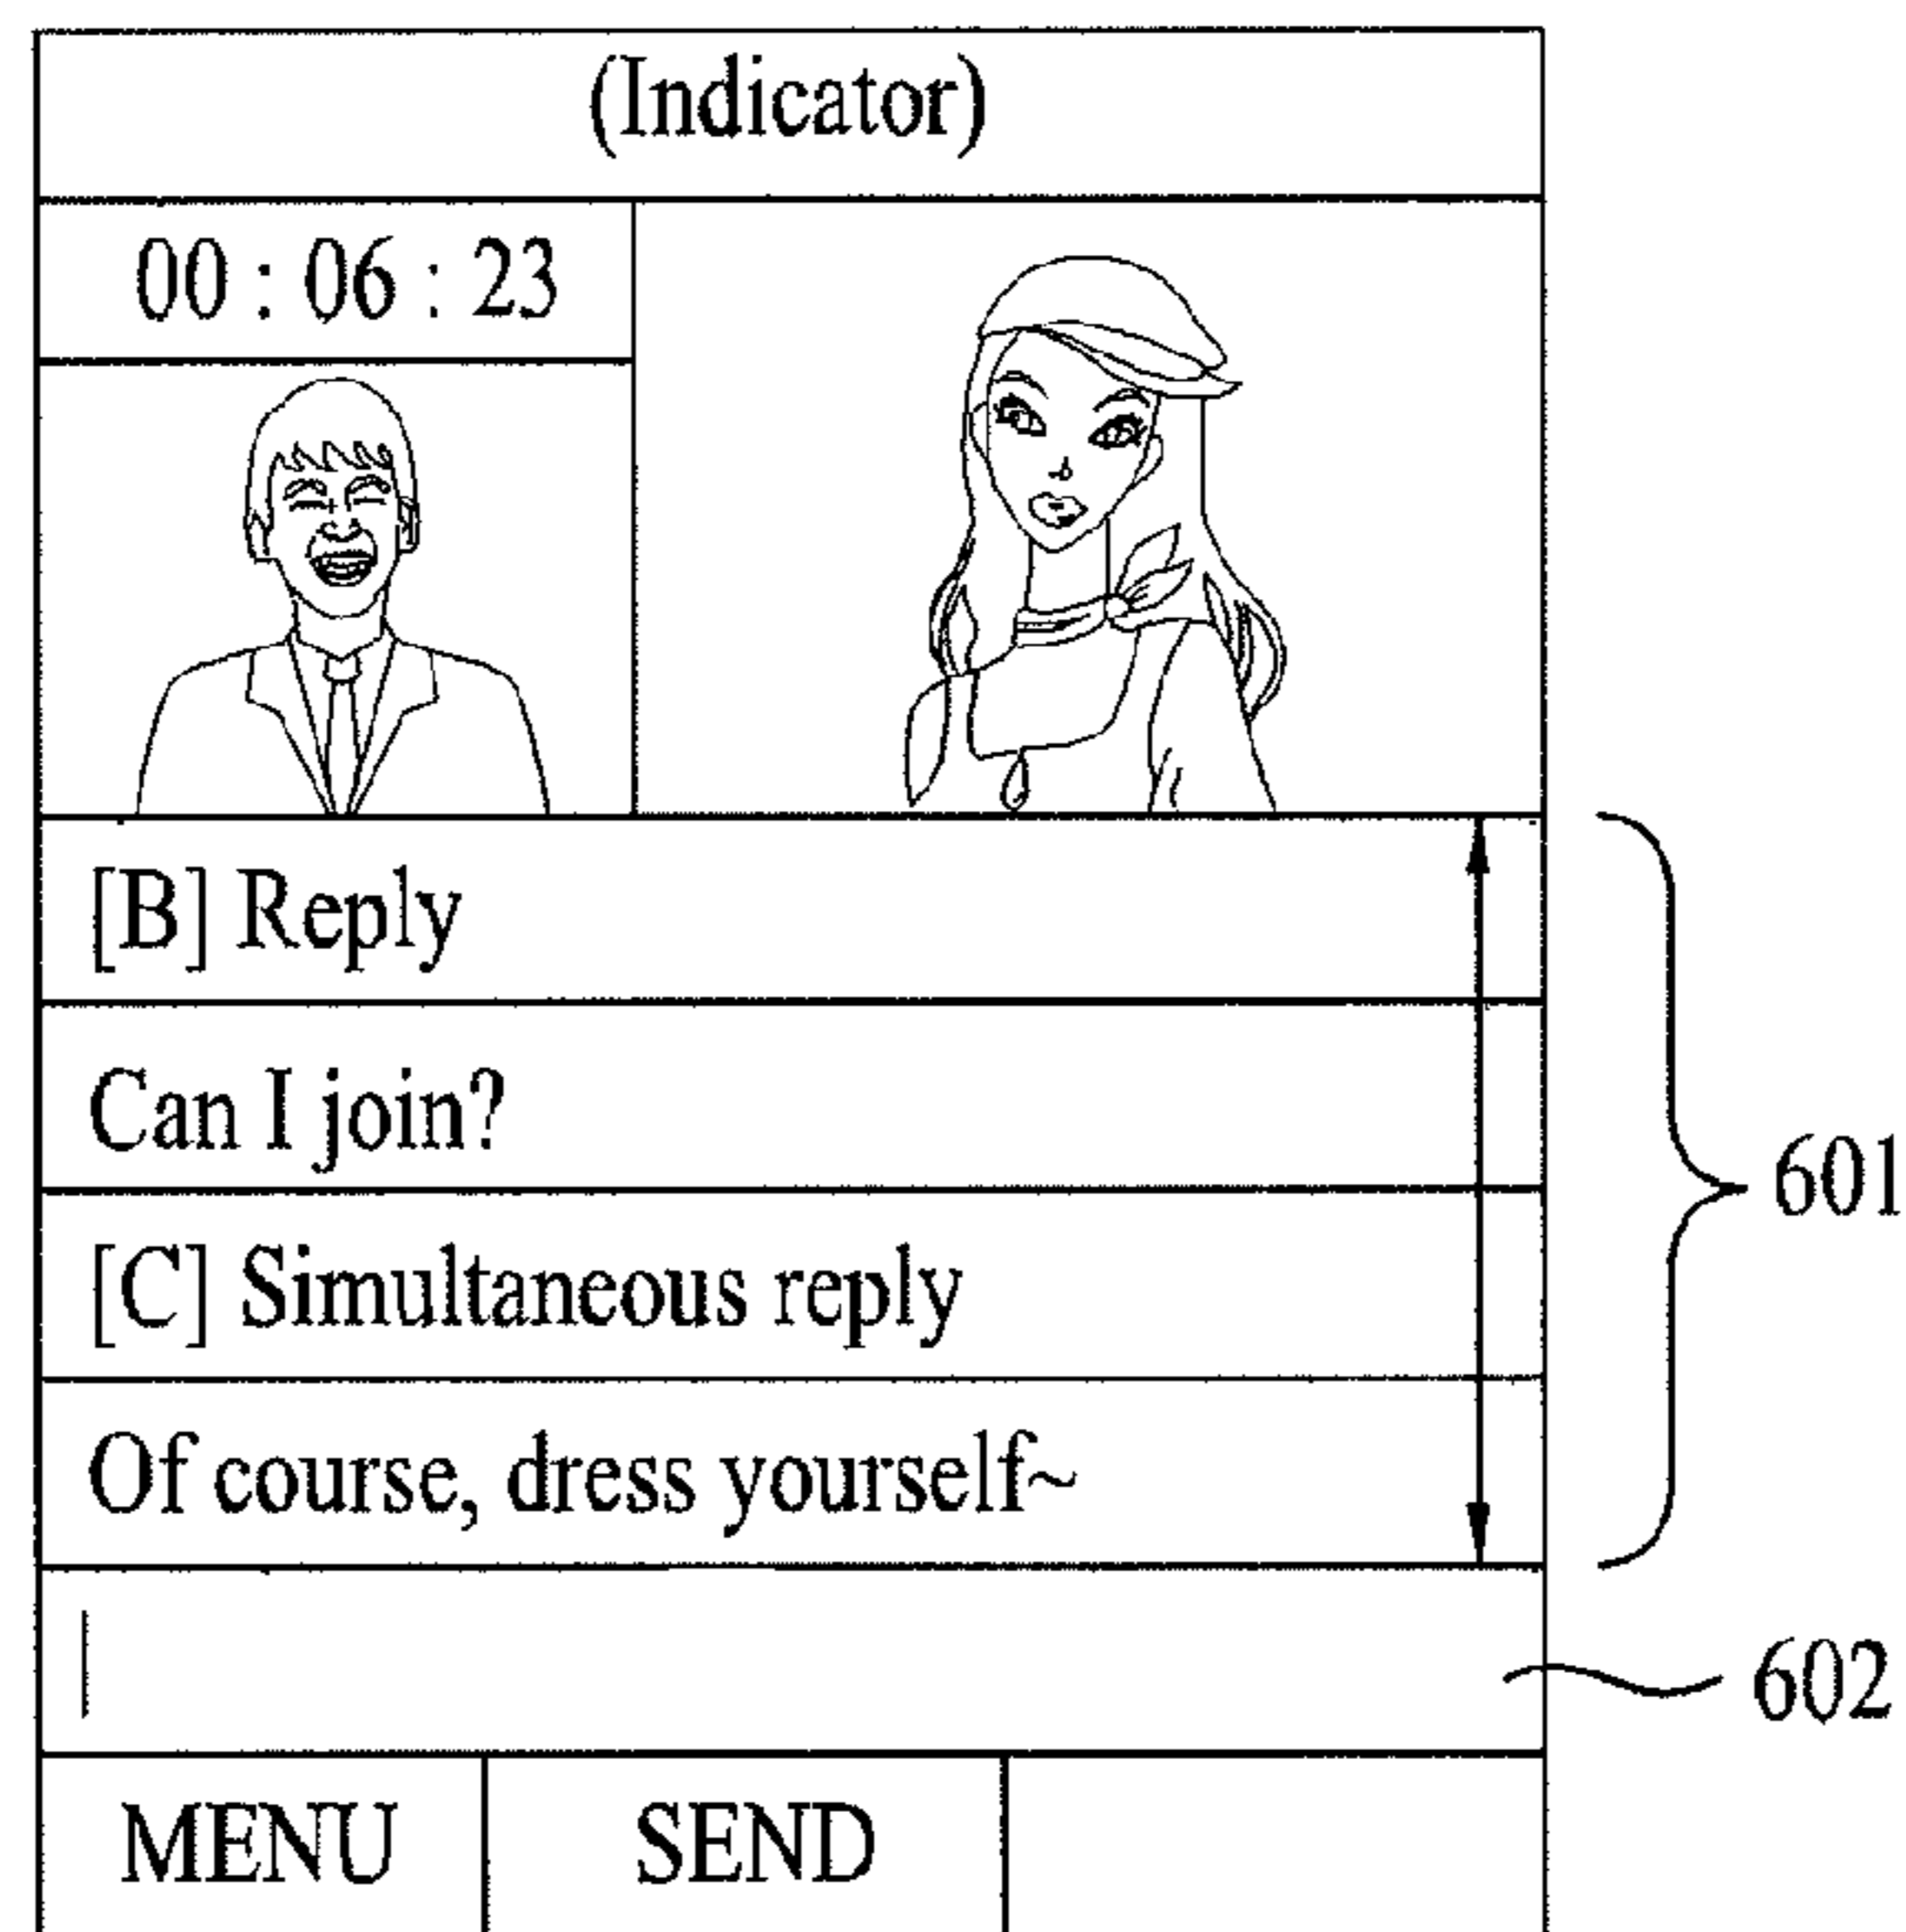 (Indicator)
00 : 06 : 23
[B] Reply
Can I join?
601
[C] Simultaneous reply
Of course, dress yourself~
602
MENU SEND